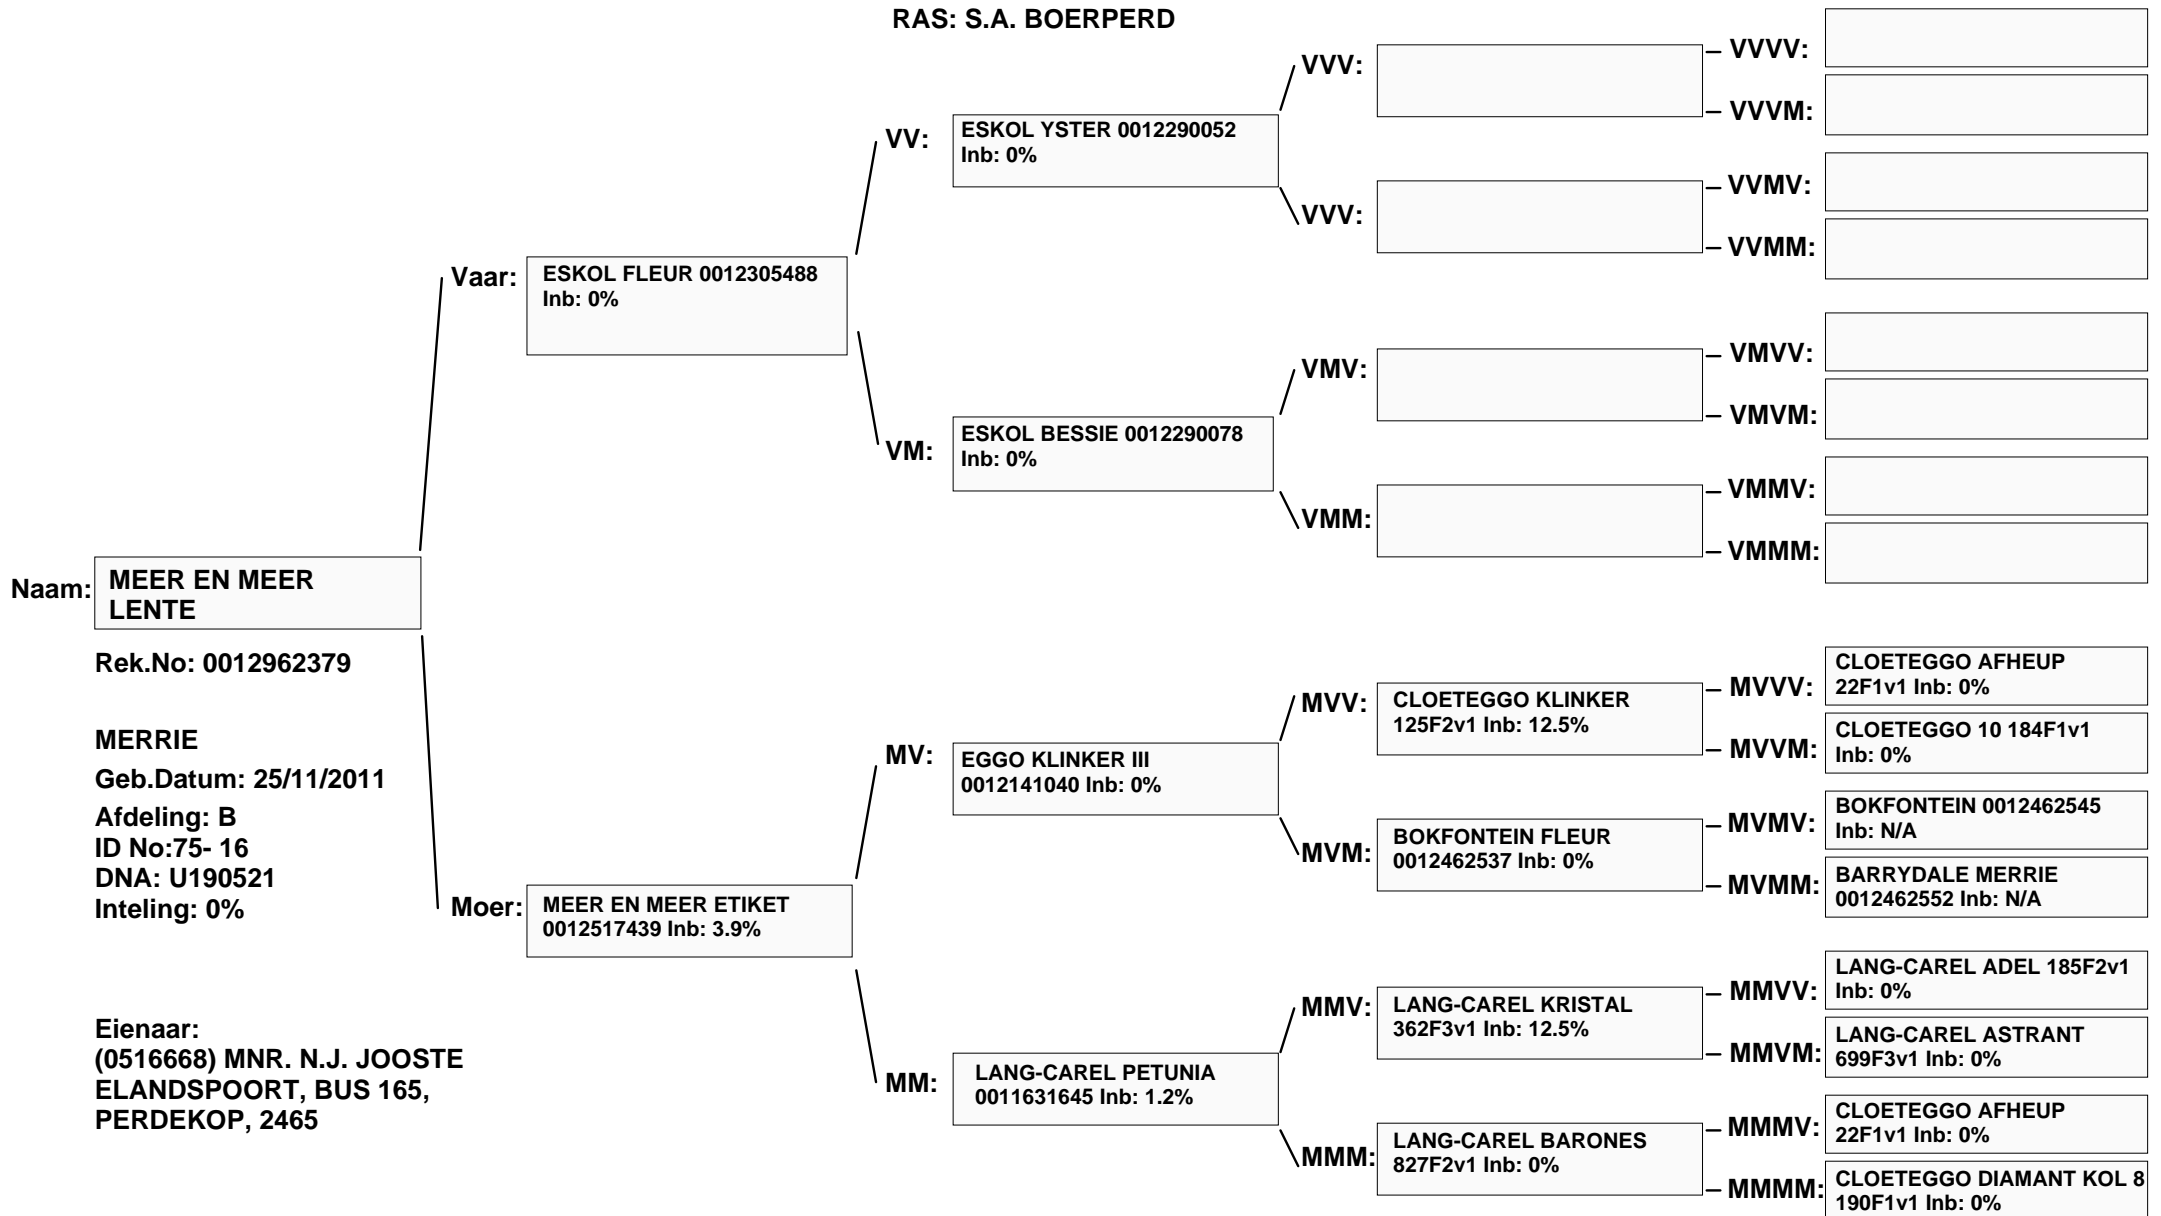 RAS: S.A. BOERPERD
Naam:
MEER EN MEER
LENTE
Rek.No: 0012962379
MERRIE
Geb.Datum: 25/11/2011
Afdeling: B
ID No:75- 16
DNA: U190521
Inteling: 0%
Eienaar:
(0516668) MNR. N.J. JOOSTE
ELANDSPOORT, BUS 165,
PERDEKOP, 2465
Vaar:
ESKOL FLEUR 0012305488
Inb: 0%
Moer:
MEER EN MEER ETIKET
0012517439 Inb: 3.9%
VV:
ESKOL YSTER 0012290052
Inb: 0%
VM:
ESKOL BESSIE 0012290078
Inb: 0%
MV:
EGGO KLINKER III
0012141040 Inb: 0%
MM:
LANG-CAREL PETUNIA
0011631645 Inb: 1.2%
VVV:
VVV:
VMV:
VMM:
MVV:
CLOETEGGO KLINKER
125F2v1 Inb: 12.5%
MVM:
BOKFONTEIN FLEUR
0012462537 Inb: 0%
MMV:
LANG-CAREL KRISTAL
362F3v1 Inb: 12.5%
MMM:
LANG-CAREL BARONES
827F2v1 Inb: 0%
VVVV:
VVVM:
VVMV:
VVMM:
VMVV:
VMVM:
VMMV:
VMMM:
MVVV:
CLOETEGGO AFHEUP
22F1v1 Inb: 0%
MVVM:
CLOETEGGO 10 184F1v1
Inb: 0%
MVMV:
BOKFONTEIN 0012462545
Inb: N/A
MVMM:
BARRYDALE MERRIE
0012462552 Inb: N/A
MMVV:
LANG-CAREL ADEL 185F2v1
Inb: 0%
MMVM:
LANG-CAREL ASTRANT
699F3v1 Inb: 0%
MMMV:
CLOETEGGO AFHEUP
22F1v1 Inb: 0%
MMMM:
CLOETEGGO DIAMANT KOL 8
190F1v1 Inb: 0%